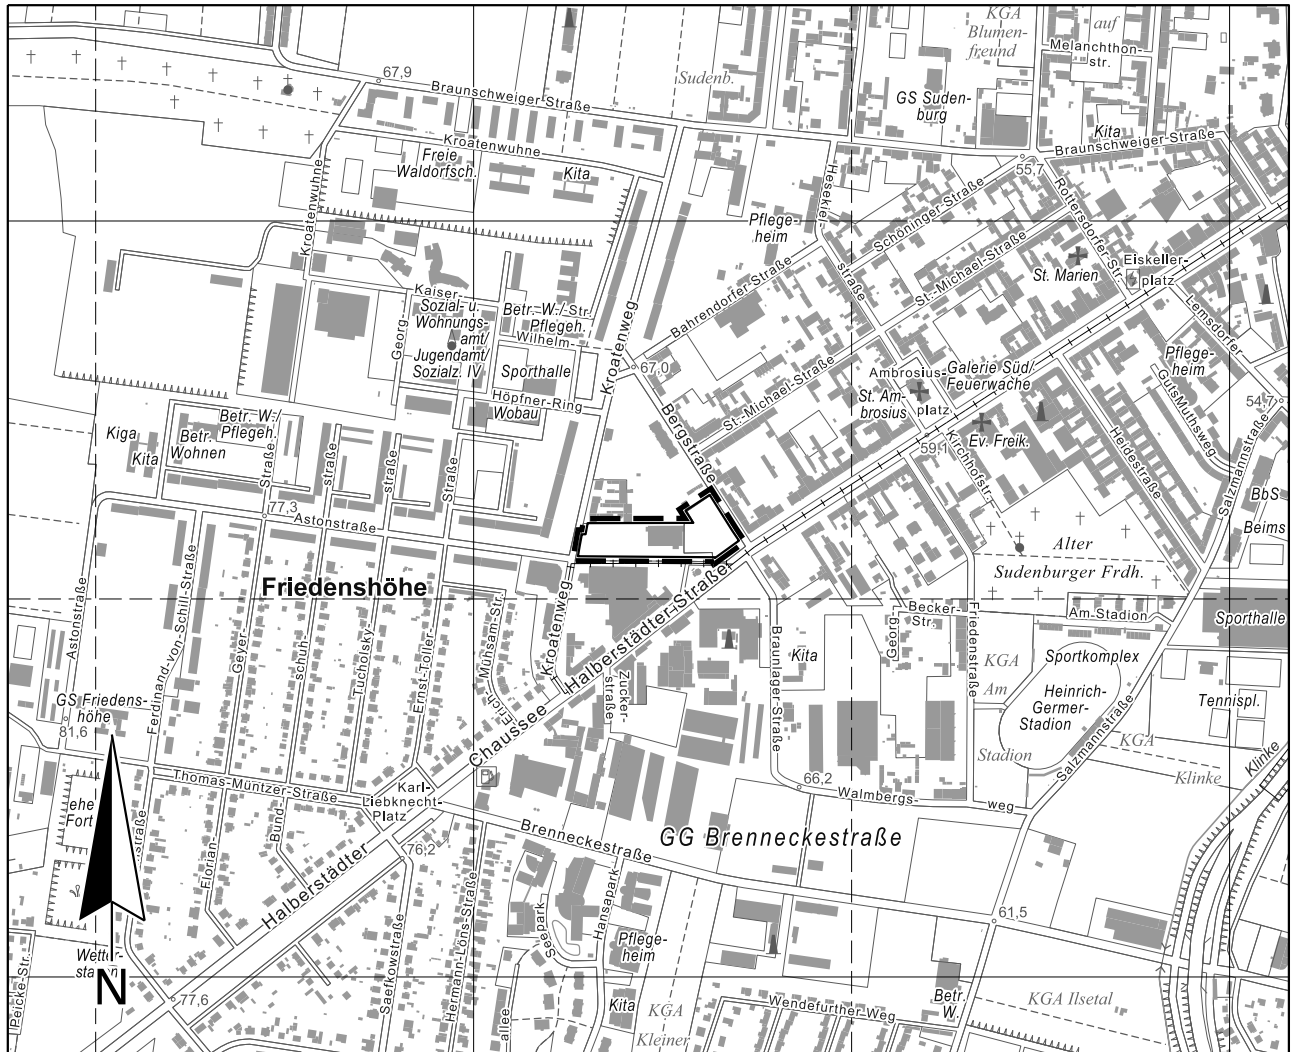 KGA
Blumen-
freund
auf
Melanchthon-
str.
67,9
Sudenb.
Braunschweiger-Straße
GS Suden-
burg
Kita
Braunschweiger-Straße
Kroatenwuhne
Freie
Waldorfsch.
Kita
Kroatenwuhne
Hesekiel-
straße
55,7
Rottersdorfer-Str.
Schöninger-Straße
Pflege-
heim
St.-Michael-Straße
St. Marien
Eiskeller-
platz
Bahrendorfer-Straße
Kaiser-
Wilhelm-
Sozial- u.
Wohnungs-
amt/
Jugendamt/
Sozialz. IV
Betr.-W./
Pflegeh.
Str.
Georg-
Sporthalle
Höpfner-Ring
Wobau
Kroatenweg
67,0
Lemsdorfer
Pflege-
heim
GutsMuthsweg
54,7
Ambrosius-
platz
Galerie Süd/
Feuerwache
St. Am-
brosius
St.-Michael-Straße
Bergstraße
Ev. Freik.
59,1
Kirchhofstr.
Heidestraße
Salzmannstraße
BbS
Beims
Kiga
Kita
Betr. W./
Pflegeh.
Betr.
Wohnen
Straße
straße
straße
Straße
77,3
Astonstraße
Alter
Sudenburger Frdh.
Friedenshöhe
Astonstraße
Ferdinand-von-Schill-Straße
Geyer-
schuh-
Tucholsky-
Ernst-Toller-
Erich-
Mühsam-Str.
Kroatenweg
Halberstädter-Straße
Zucker-
straße
Braunlager-Straße
Kita
Georg-
Becker-
Str.
Friedenstraße
Am-Stadion
Sporthalle
KGA
Am
Stadion
Sportkomplex
Heinrich-
Germer-
Stadion
Tennispl.
Salzmannstraße
KGA
Klinke
Klinke
GS Friedens-
höhe
81,6
Chaussee
Thomas-Müntzer-Straße
Karl-
Liebknecht-
Platz
66,2
Walmbergs-
weg
ehe
Fort
Florian-
Bund-
76,2
Brenneckestraße
GG Brenneckestraße
Halberstädter
Saefkowstraße
Hermann-Löns-Straße
Seepark
Hansapark
Pflege-
heim
61,5
Wetter-
N
77,6
Peicke-Str.
allee
Kita
KGA
Kleiner
Wendefurther-Weg
Betr.
W.
KGA Ilsetal